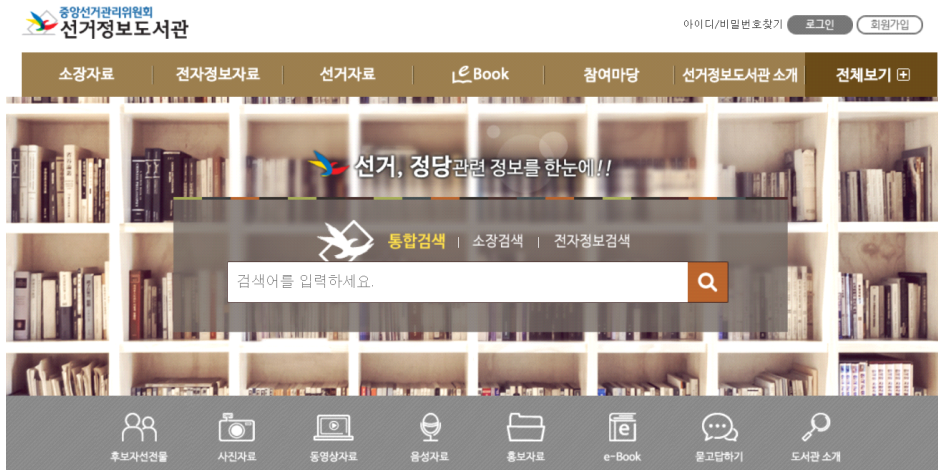 중앙선거관리위원회
선거정보도서관
아이디/비밀번호찾기 로그인 회원가입
소장자료 전자정보자료 선거자료 eBook 참여마당 선거정보도서관 소개 전체보기
선거, 정당관련 정보를 한눈에!!
통합검색 | 소장검색 | 전자정보검색
검색어를 입력하세요.
후보자선전물 사진자료 동영상자료 음성자료 홍보자료 e-Book 묻고답하기 도서관 소개